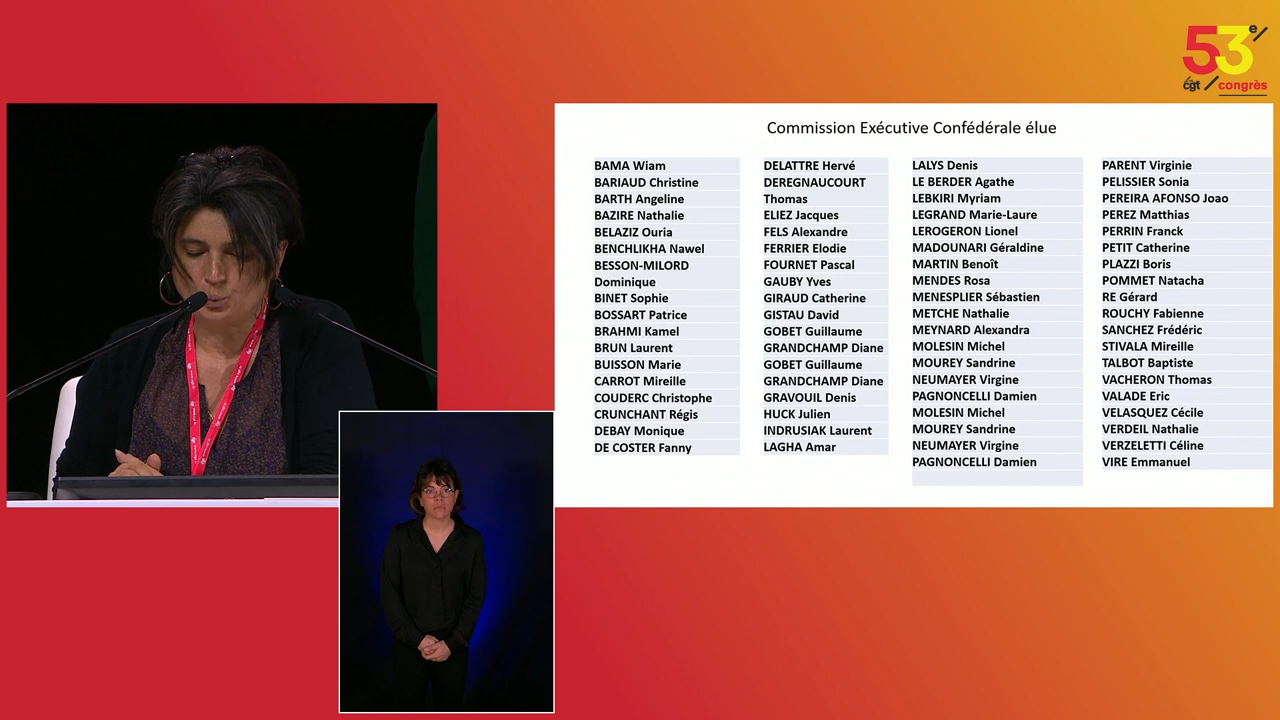 53e/
la cgt / congrès
Commission Exécutive Confédérale élue
BAMA Wiam
BARIAUD Christine
BARTH Angeline
BAZIRE Nathalie
BELAZIZ Ouria
BENCHLIKHA Nawel
BESSON-MILORD
Dominique
BINET Sophie
BOSSART Patrice
BRAHMI Kamel
BRUN Laurent
BUISSON Marie
CARROT Mireille
COUDERC Christophe
CRUNCHANT Régis
DEBAY Monique
DE COSTER Fanny
DELATTRE Hervé
DEREGNAUCOURT
Thomas
ELIEZ Jacques
FELS Alexandre
FERRIER Elodie
FOURNET Pascal
GAUBY Yves
GIRAUD Catherine
GISTAU David
GOBET Guillaume
GRANDCHAMP Diane
GOBET Guillaume
GRANDCHAMP Diane
GRAVOUIL Denis
HUCK Julien
INDRUSIAK Laurent
LAGHA Amar
LALYS Denis
LE BERDER Agathe
LEBKIRI Myriam
LEGRAND Marie-Laure
LEROGERON Lionel
MADOUNARI Géraldine
MARTIN Benoît
MENDES Rosa
MENESPLIER Sébastien
METCHE Nathalie
MEYNARD Alexandra
MOLESIN Michel
MOUREY Sandrine
NEUMAYER Virgine
PAGNONCELLI Damien
MOLESIN Michel
MOUREY Sandrine
NEUMAYER Virgine
PAGNONCELLI Damien
PARENT Virginie
PELISSIER Sonia
PEREIRA AFONSO Joao
PEREZ Matthias
PERRIN Franck
PETIT Catherine
PLAZZI Boris
POMMET Natacha
RE Gérard
ROUCHY Fabienne
SANCHEZ Frédéric
STIVALA Mireille
TALBOT Baptiste
VACHERON Thomas
VALADE Eric
VELASQUEZ Cécile
VERDEIL Nathalie
VERZELETTI Céline
VIRE Emmanuel